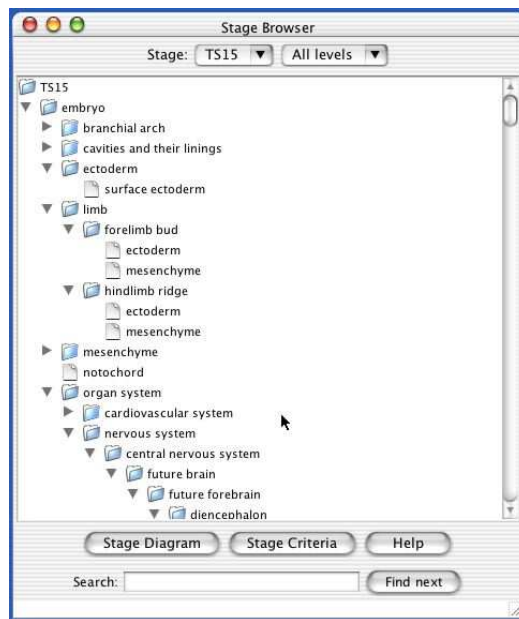 Stage Browser
Stage: TS15 All levels
TS15
embryo
branchial arch
cavities and their linings
ectoderm
surface ectoderm
limb
forelimb bud
ectoderm
mesenchyme
hindlimb ridge
ectoderm
mesenchyme
mesenchyme
notochord
organ system
cardiovascular system
nervous system
central nervous system
future brain
future forebrain
diencephalon
Stage Diagram Stage Criteria Help
Search: Find next